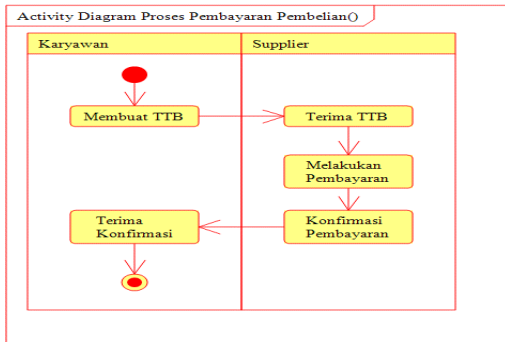 Activity Diagram Proses Pembayaran Pembelian()
Karyawan
Supplier
Membuat TTB
Terima TTB
Melakukan
Pembayaran
Terima
Konfirmasi
Konfirmasi
Pembayaran